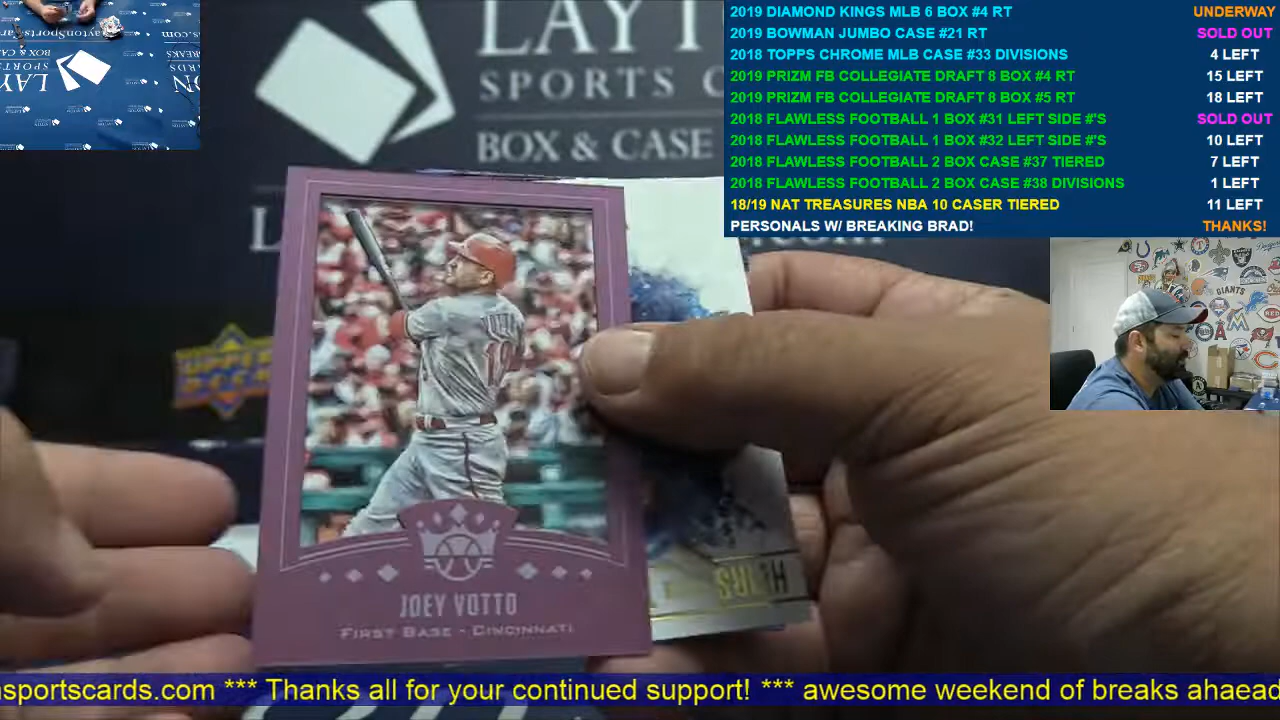 2019 DIAMOND KINGS MLB 6 BOX #4 RT UNDERWAY
2019 BOWMAN JUMBO CASE #21 RT SOLD OUT
2018 TOPPS CHROME MLB CASE #33 DIVISIONS 4 LEFT
2019 PRIZM FB COLLEGIATE DRAFT 8 BOX #4 RT 15 LEFT
2019 PRIZM FB COLLEGIATE DRAFT 8 BOX #5 RT 18 LEFT
2018 FLAWLESS FOOTBALL 1 BOX #31 LEFT SIDE #'S SOLD OUT
2018 FLAWLESS FOOTBALL 1 BOX #32 LEFT SIDE #'S 10 LEFT
2018 FLAWLESS FOOTBALL 2 BOX CASE #37 TIERED 7 LEFT
2018 FLAWLESS FOOTBALL 2 BOX CASE #38 DIVISIONS 1 LEFT
18/19 NAT TREASURES NBA 10 CASER TIERED 11 LEFT
PERSONALS W/ BREAKING BRAD! THANKS!
LAYT
SPORTS C
BOX & CASE
UPPER
DECK
GIANTS
JOEY VOTTO
FIRST BASE - CINCINNATI
nsportscards.com *** Thanks all for your continued support! *** awesome weekend of breaks ahaead